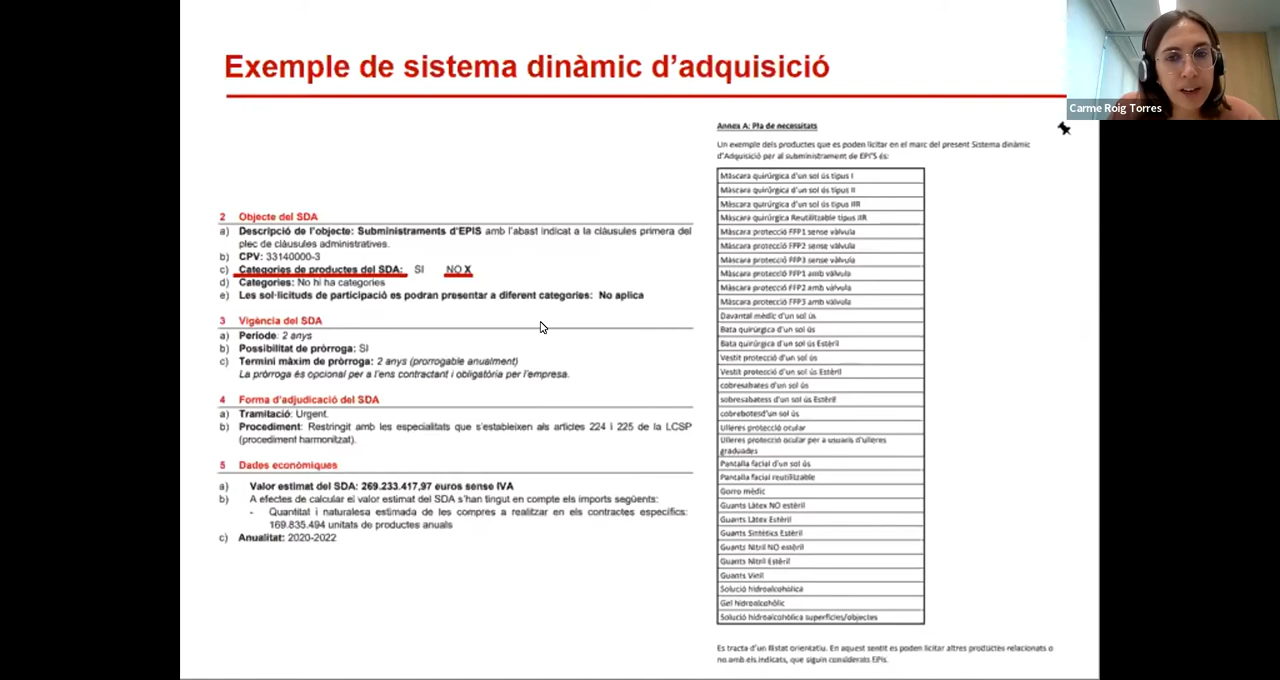 Exemple de sistema dinàmic d'adquisició
Carme Roig Torres
2 Objecte del SDA
a) Descripció de l'objecte: Subministraments d'EPIS amb l'abast indicat a la clàusules primera del
plec de clàusules administratives.
b) CPV: 33140000-3
c) Categories de productes del SDA: SI NO X
d) Categories: No hi ha categories
e) Les sol·licituds de participació es podran presentar a diferent categories: No aplica
3 Vigència del SDA
a) Període: 2 anys
b) Possibilitat de pròrroga: SI
c) Termini màxim de pròrroga: 2 anys (prorrogable anualment)
La pròrroga és opcional per a l'ens contractant i obligatòria per l'empresa.
4 Forma d'adjudicació del SDA
a) Tramitació: Urgent.
b) Procediment: Restringit amb les especialitats que s'estableixen als articles 224 i 225 de la LCSP
(procediment harmonitzat).
5 Dades econòmiques
a) Valor estimat del SDA: 269.233.417,97 euros sense IVA
b) A efectes de calcular el valor estimat del SDA s'han tingut en compte els imports següents:
- Quantitat i naturalesa estimada de les compres a realitzar en els contractes específics:
169.835.494 unitats de productes anuals
c) Anualitat: 2020-2022
Annex A: Pla de necessitats
Un exemple dels productes que es poden licitar en el marc del present Sistema dinàmic
d'Adquisició per al subministrament de EPI'S és:
Màscara quirúrgica d'un sol ús tipus I
Màscara quirúrgica d'un sol ús tipus II
Màscara quirúrgica d'un sol ús tipus IIR
Màscara quirúrgica Reutilitzable tipus IIR
Màscara protecció FFP1 sense vàlvula
Màscara protecció FFP2 sense vàlvula
Màscara protecció FFP3 sense vàlvula
Màscara protecció FFP1 amb vàlvula
Màscara protecció FFP2 amb vàlvula
Màscara protecció FFP3 amb vàlvula
Davantal mèdic d'un sol ús
Bata quirúrgica d'un sol ús
Bata quirúrgica d'un sol ús Estèril
Vestit protecció d'un sol ús
Vestit protecció d'un sol ús Estèril
cobresabates d'un sol ús
sobresabatess d'un sol ús Estèril
cobrebotesd'un sol ús
Ulleres protecció ocular
Ulleres protecció ocular per a usuaris d'ulleres
graduades
Pantalla facial d'un sol ús
Pantalla facial reutilitzable
Gorro mèdic
Guants Làtex NO estèril
Guants Làtex Estèril
Guants Sintètics Estèril
Guants Nitril NO estèril
Guants Nitril Estèril
Guants Vinil
Solució hidroalcohòlica
Gel hidroalcohòlic
Solució hidroalcohòlica superfícies/objectes
Es tracta d'un llistat orientatiu. En aquest sentit es poden licitar altres productes relacionats o
no amb els indicats, que siguin considerats EPIs.